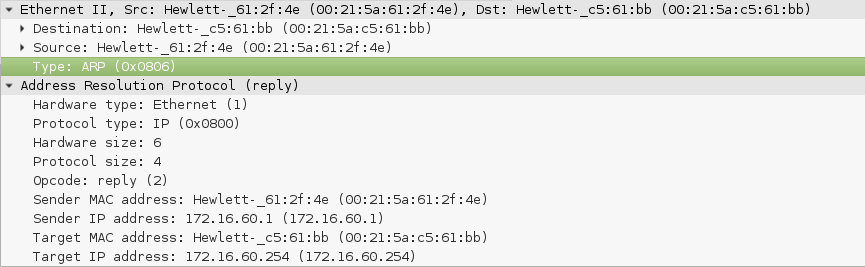 Ethernet II, Src: Hewlett-_61:2f:4e (00:21:5a:61:2f:4e), Dst: Hewlett-_c5:61:bb (00:21:5a:c5:61:bb)
Destination: Hewlett-_c5:61:bb (00:21:5a:c5:61:bb)
Source: Hewlett-_61:2f:4e (00:21:5a:61:2f:4e)
Type: ARP (0x0806)
Address Resolution Protocol (reply)
Hardware type: Ethernet (1)
Protocol type: IP (0x0800)
Hardware size: 6
Protocol size: 4
Opcode: reply (2)
Sender MAC address: Hewlett-_61:2f:4e (00:21:5a:61:2f:4e)
Sender IP address: 172.16.60.1 (172.16.60.1)
Target MAC address: Hewlett-_c5:61:bb (00:21:5a:c5:61:bb)
Target IP address: 172.16.60.254 (172.16.60.254)